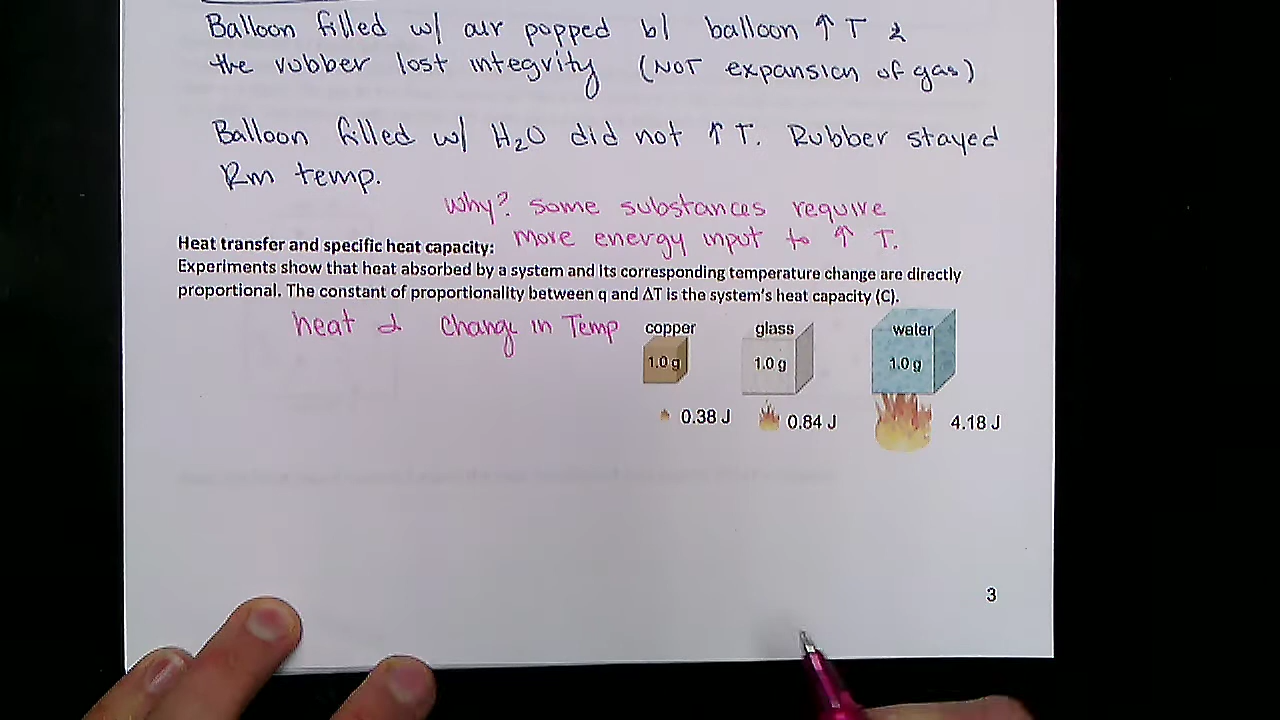 Balloon filled w/ air popped b/ balloon ↑ T &
the rubber lost integrity (NOT expansion of gas)
Balloon filled w/ H₂O did not ↑ T. Rubber stayed
Rm temp.
why? some substances require
more energy input to ↑ T.
Heat transfer and specific heat capacity:
Experiments show that heat absorbed by a system and its corresponding temperature change are directly
proportional. The constant of proportionality between q and ΔT is the system's heat capacity (C).
heat α change in Temp
copper glass water
1.0 g 1.0 g 1.0 g
0.38 J 0.84 J 4.18 J
3